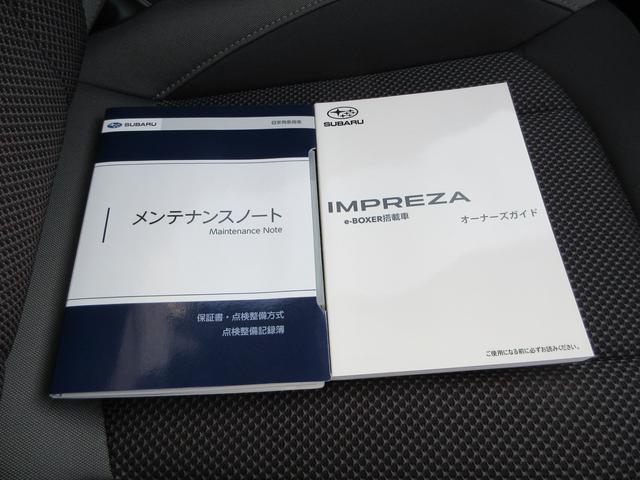 SUBARU
自家用乗用車
メンテナンスノート
Maintenance Note
保証書・点検整備方式
点検整備記録簿
SUBARU
IMPREZA
e-BOXER搭載車
オーナーズガイド
ご使用になる前に必ずお読みください。